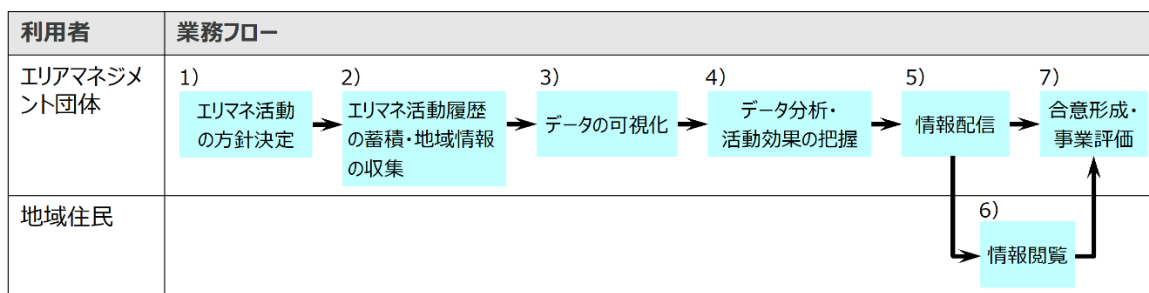 利用者
業務フロー
エリアマネジメ
ント団体
1)
エリマネ活動
の方針決定
2)
エリマネ活動履歴
の蓄積・地域情報
の収集
3)
データの可視化
4)
データ分析・
活動効果の把握
5)
情報配信
7)
合意形成・
事業評価
地域住民
6)
情報閲覧